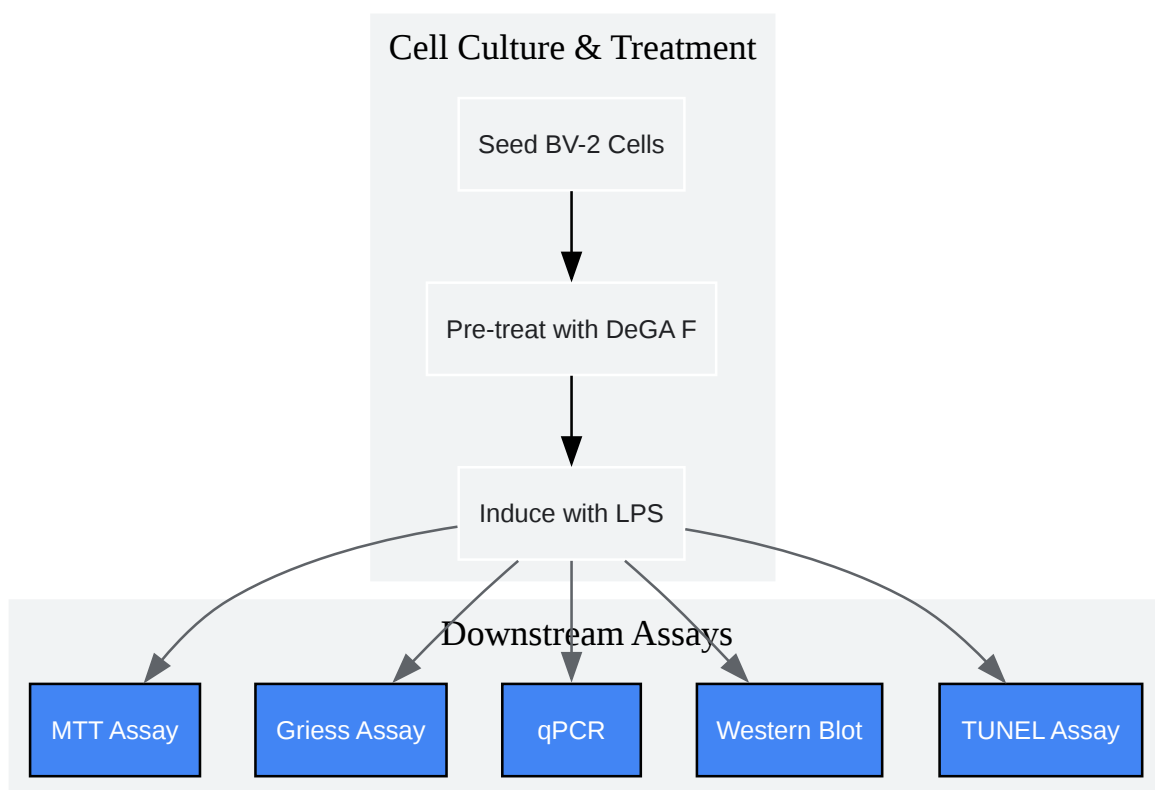 Cell Culture & Treatment
Seed BV-2 Cells
Pre-treat with DeGA F
Induce with LPS
Downstream Assays
MTT Assay
Griess Assay
qPCR
Western Blot
TUNEL Assay